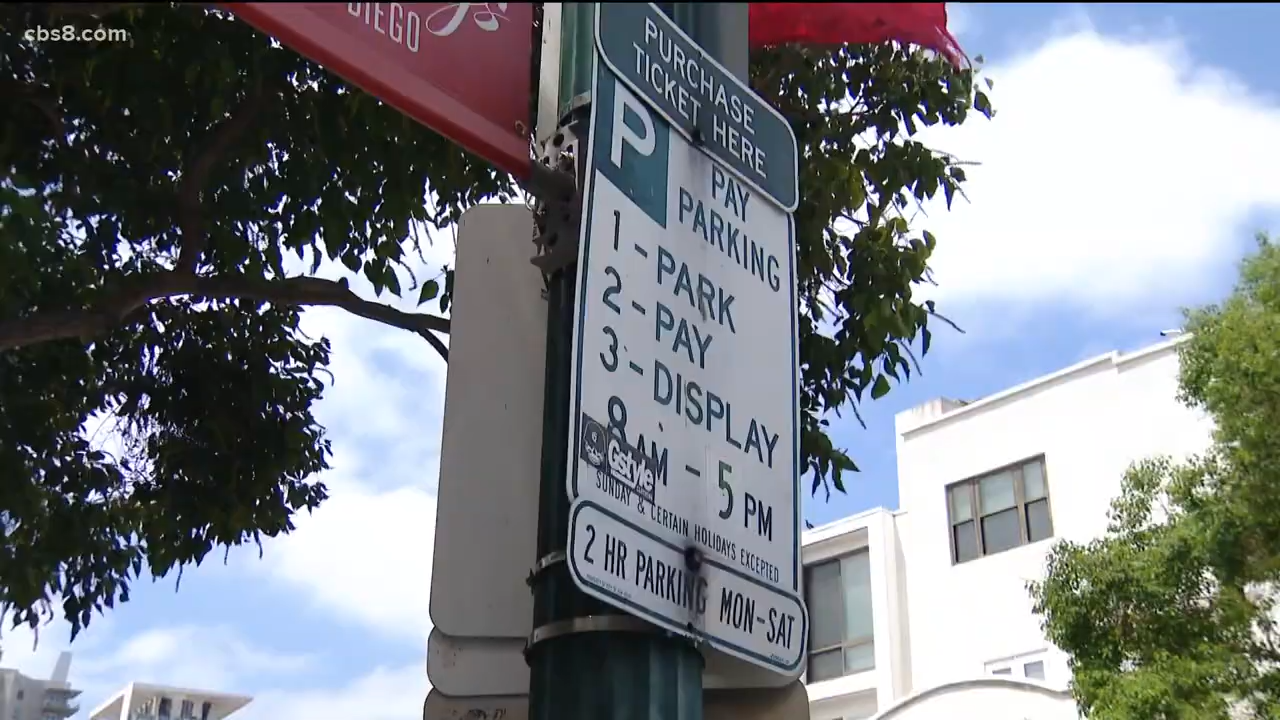 cbs8.com
DIEGO
PURCHASE
TICKET HERE
P
PAY
PARKING
1 - PARK
2 - PAY
3 - DISPLAY
8 AM - 5 PM
Gstyle
SUNDAY & CERTAIN HOLIDAYS EXCEPTED
2 HR PARKING MON-SAT